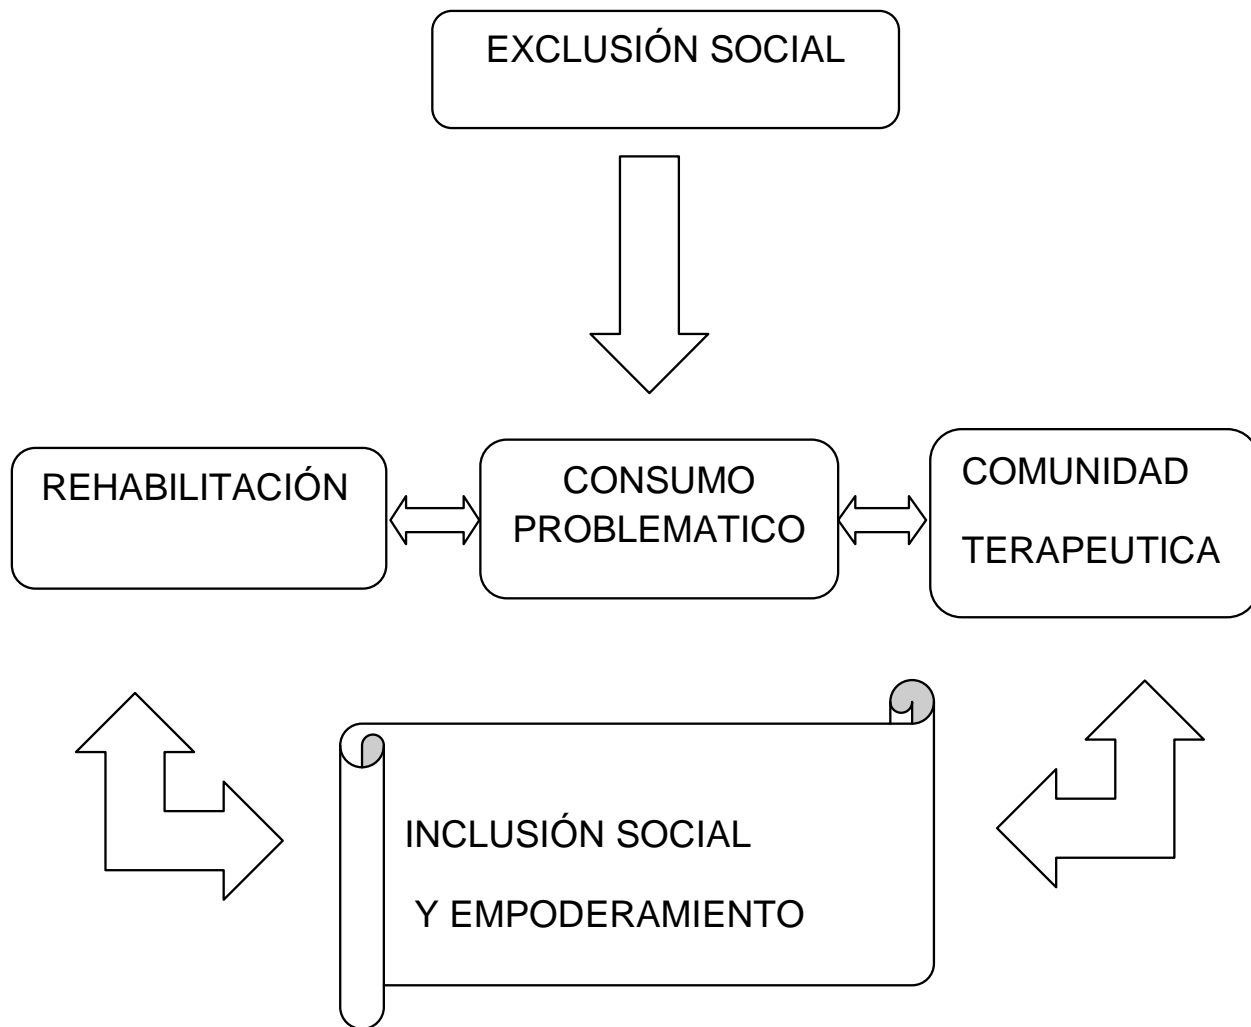 EXCLUSIÓN SOCIAL
REHABILITACIÓN
CONSUMO
PROBLEMATICO
COMUNIDAD
TERAPEUTICA
INCLUSIÓN SOCIAL
Y EMPODERAMIENTO